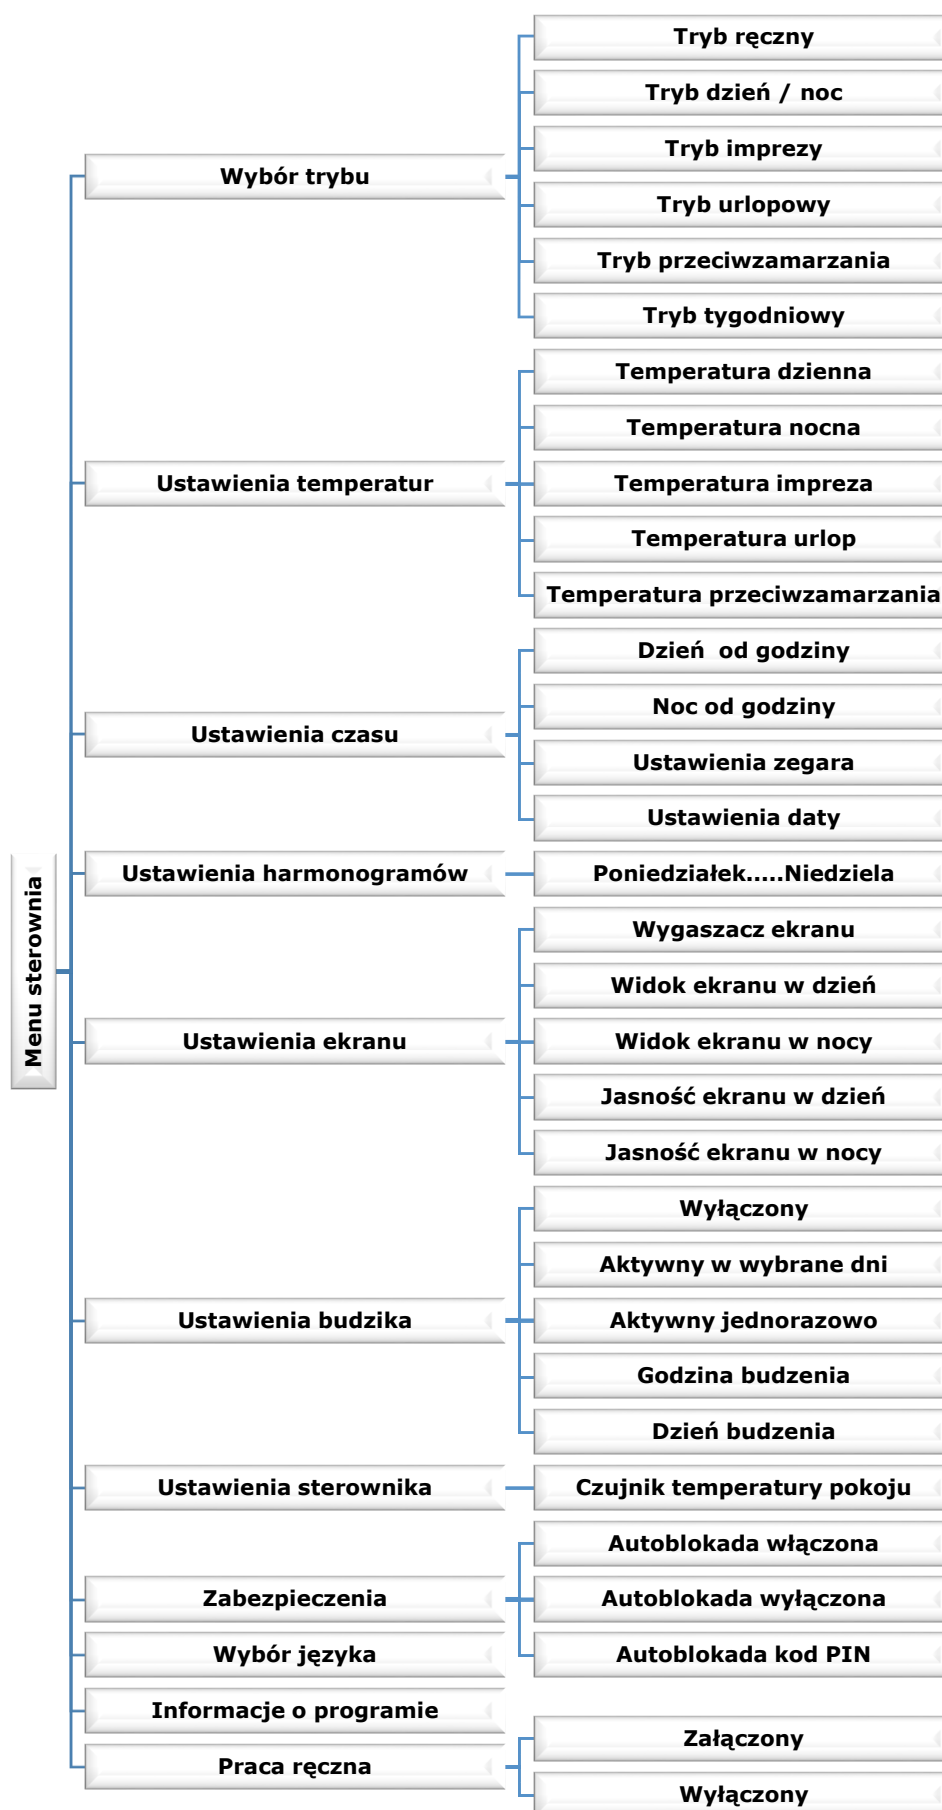 Menu sterownia
Wybór trybu
Tryb ręczny
Tryb dzień / noc
Tryb imprezy
Tryb urlopowy
Tryb przeciwzamarzania
Tryb tygodniowy
Ustawienia temperatur
Temperatura dzienna
Temperatura nocna
Temperatura impreza
Temperatura urlop
Temperatura przeciwzamarzania
Ustawienia czasu
Dzień od godziny
Noc od godziny
Ustawienia zegara
Ustawienia daty
Ustawienia harmonogramów
Poniedziałek.....Niedziela
Ustawienia ekranu
Wygaszacz ekranu
Widok ekranu w dzień
Widok ekranu w nocy
Jasność ekranu w dzień
Jasność ekranu w nocy
Ustawienia budzika
Wyłączony
Aktywny w wybrane dni
Aktywny jednorazowo
Godzina budzenia
Dzień budzenia
Ustawienia sterownika
Czujnik temperatury pokoju
Zabezpieczenia
Autoblokada włączona
Autoblokada wyłączona
Autoblokada kod PIN
Wybór języka
Informacje o programie
Praca ręczna
Załączony
Wyłączony